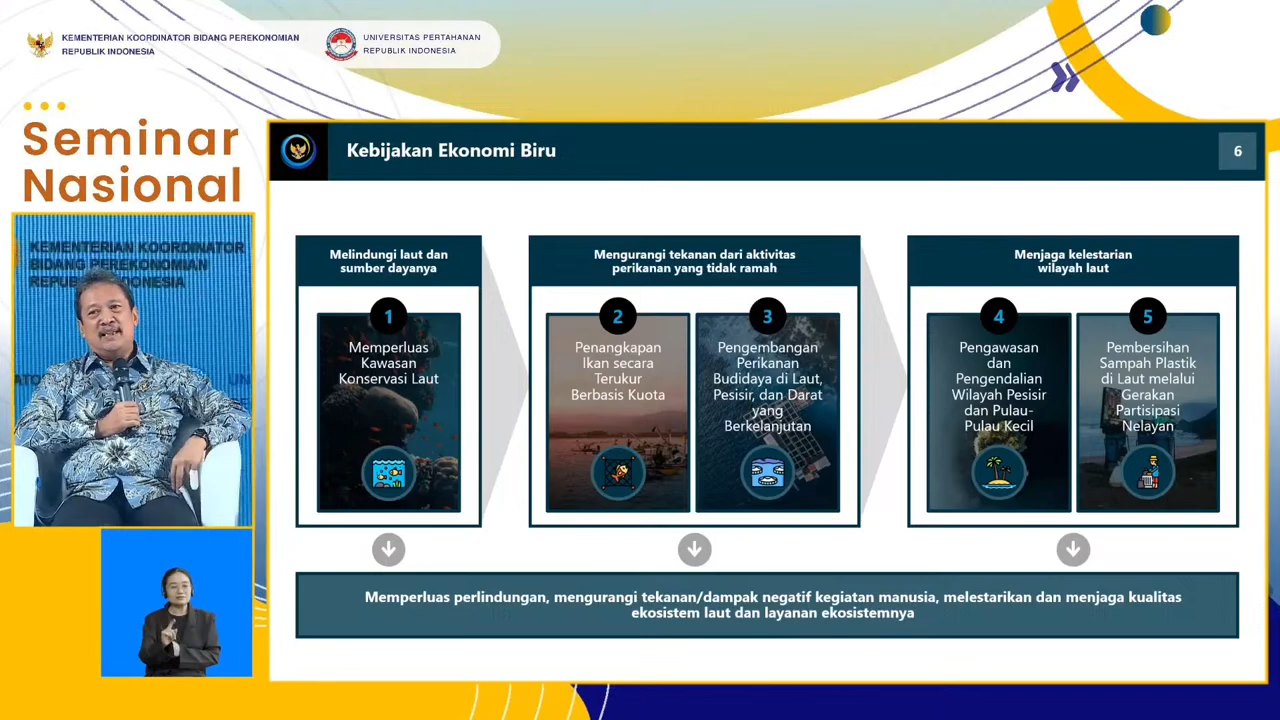 KEMENTERIAN KOORDINATOR BIDANG PEREKONOMIAN
REPUBLIK INDONESIA
UNIVERSITAS PERTAHANAN
REPUBLIK INDONESIA
Seminar
Nasional
KEMENTERIAN KOORDINATOR
BIDANG PEREKONOMIAN
Kebijakan Ekonomi Biru
6
Melindungi laut dan
sumber dayanya
1
Memperluas
Kawasan
Konservasi Laut
Mengurangi tekanan dari aktivitas
perikanan yang tidak ramah
2
Penangkapan
Ikan secara
Terukur
Berbasis Kuota
3
Pengembangan
Perikanan
Budidaya di Laut,
Pesisir, dan Darat
yang
Berkelanjutan
Menjaga kelestarian
wilayah laut
4
Pengawasan
dan
Pengendalian
Wilayah Pesisir
dan Pulau-
Pulau Kecil
5
Pembersihan
Sampah Plastik
di Laut melalui
Gerakan
Partisipasi
Nelayan
Memperluas perlindungan, mengurangi tekanan/dampak negatif kegiatan manusia, melestarikan dan menjaga kualitas
ekosistem laut dan layanan ekosistemnya